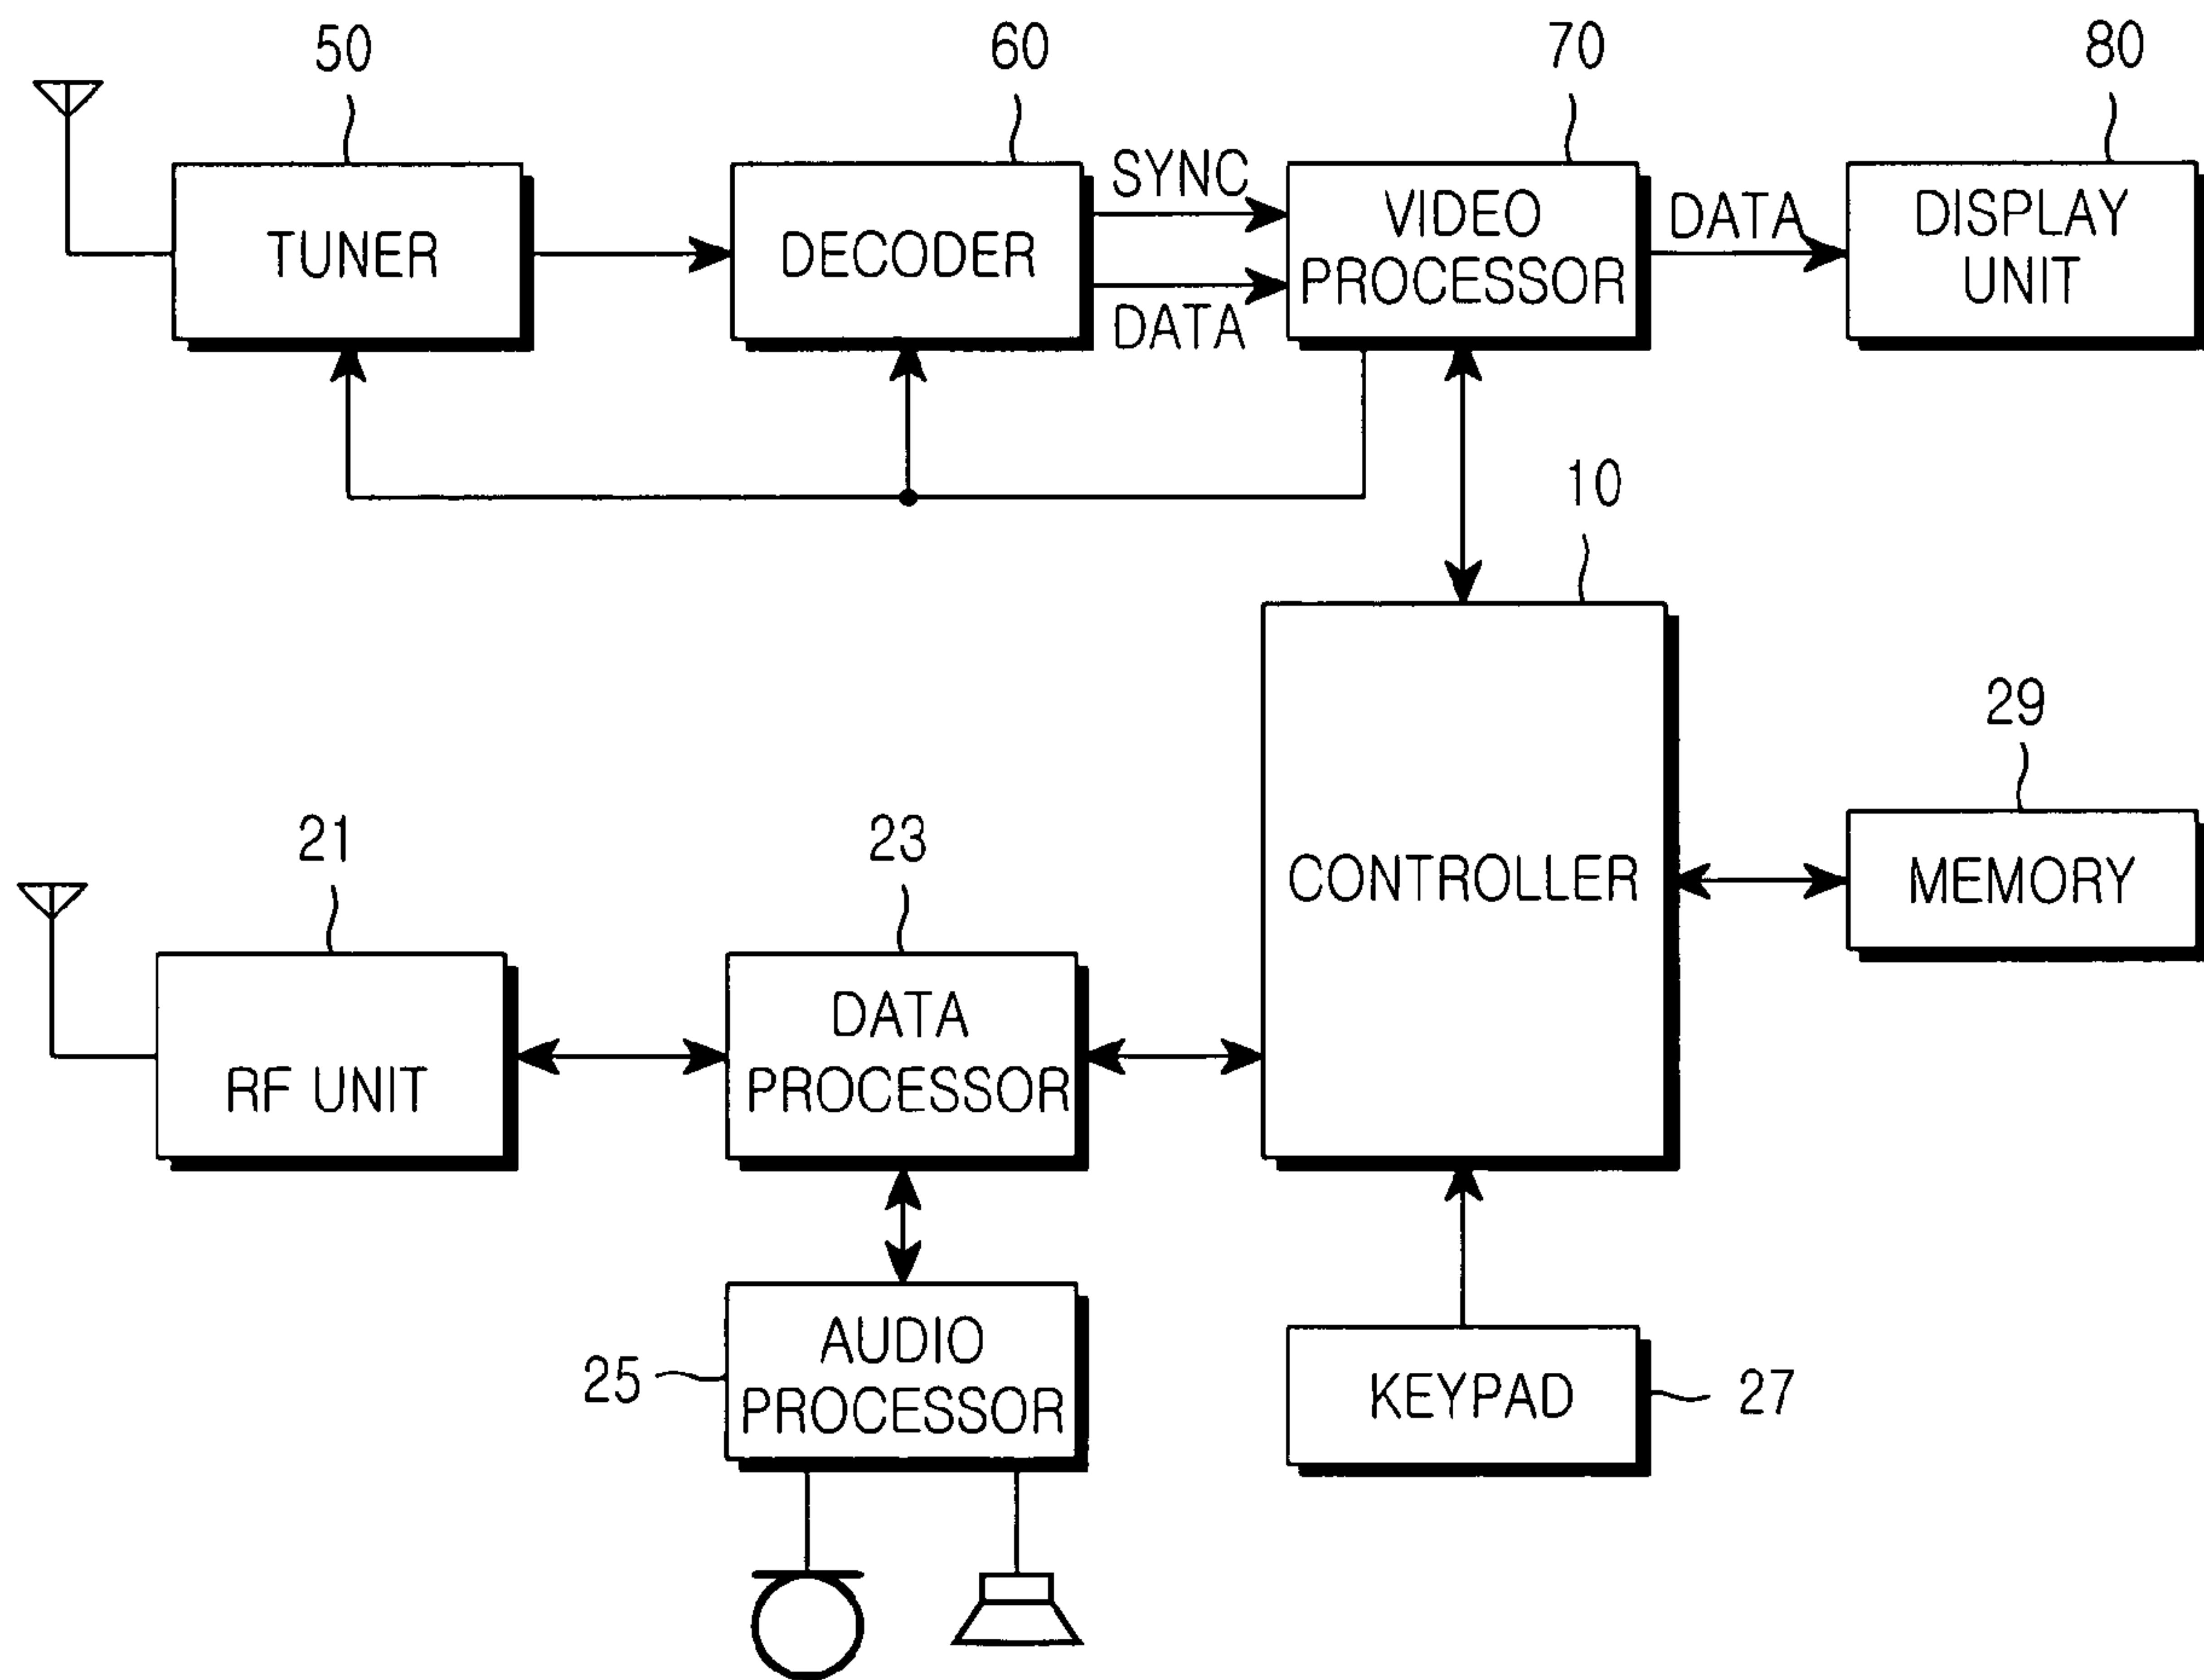 50
60
70
80
TUNER
DECODER
SYNC
DATA
VIDEO
PROCESSOR
DATA
DISPLAY
UNIT
10
CONTROLLER
29
MEMORY
21
RF UNIT
23
DATA
PROCESSOR
25
AUDIO
PROCESSOR
KEYPAD
27